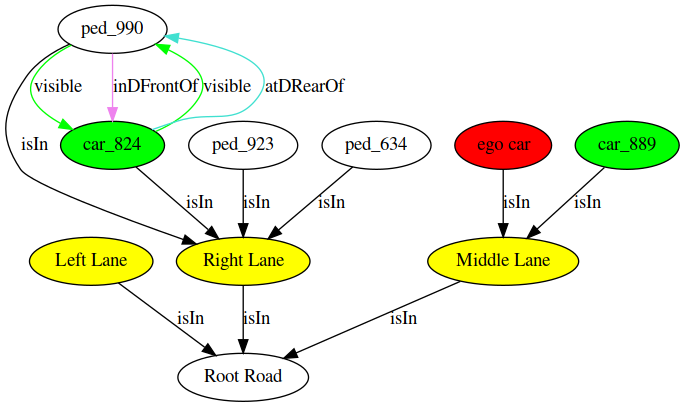 ped_990
visible inDFrontOf visible atDRearOf
isIn car_824 ped_923 ped_634 ego car car_889
isIn isIn isIn isIn isIn
Left Lane Right Lane Middle Lane
isIn isIn isIn
Root Road